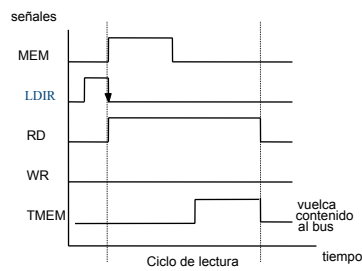 señales
MEM
LDIR
RD
WR
TMEM
vuelca
contenido
al bus
tiempo
Ciclo de lectura